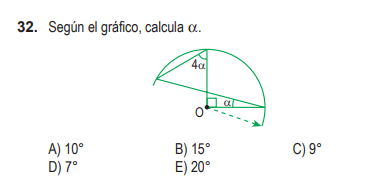 32. Según el gráfico, calcula α.
4α
α
O
A) 10° B) 15° C) 9°
D) 7° E) 20°